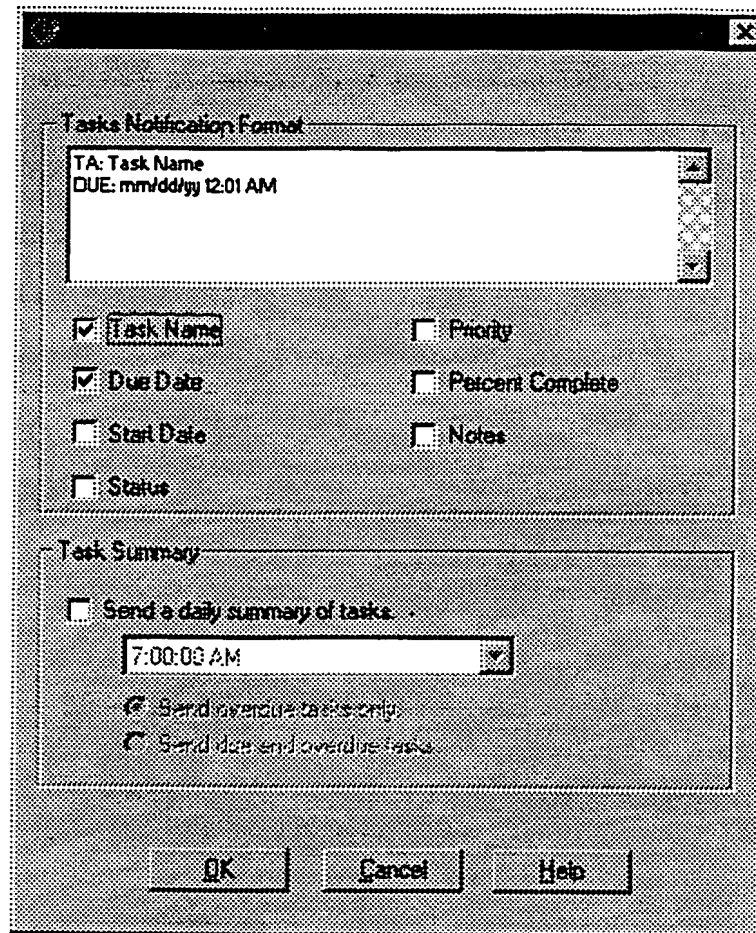 Tasks Notification Format
TA: Task Name
DUE: mm/dd/yy 12:01 AM
Task Name
Priority
Due Date
Percent Complete
Start Date
Notes
Status
Task Summary
Send a daily summary of tasks.
7:00:00 AM
Send overdue tasks only.
Send due and overdue tasks.
OK
Cancel
Help